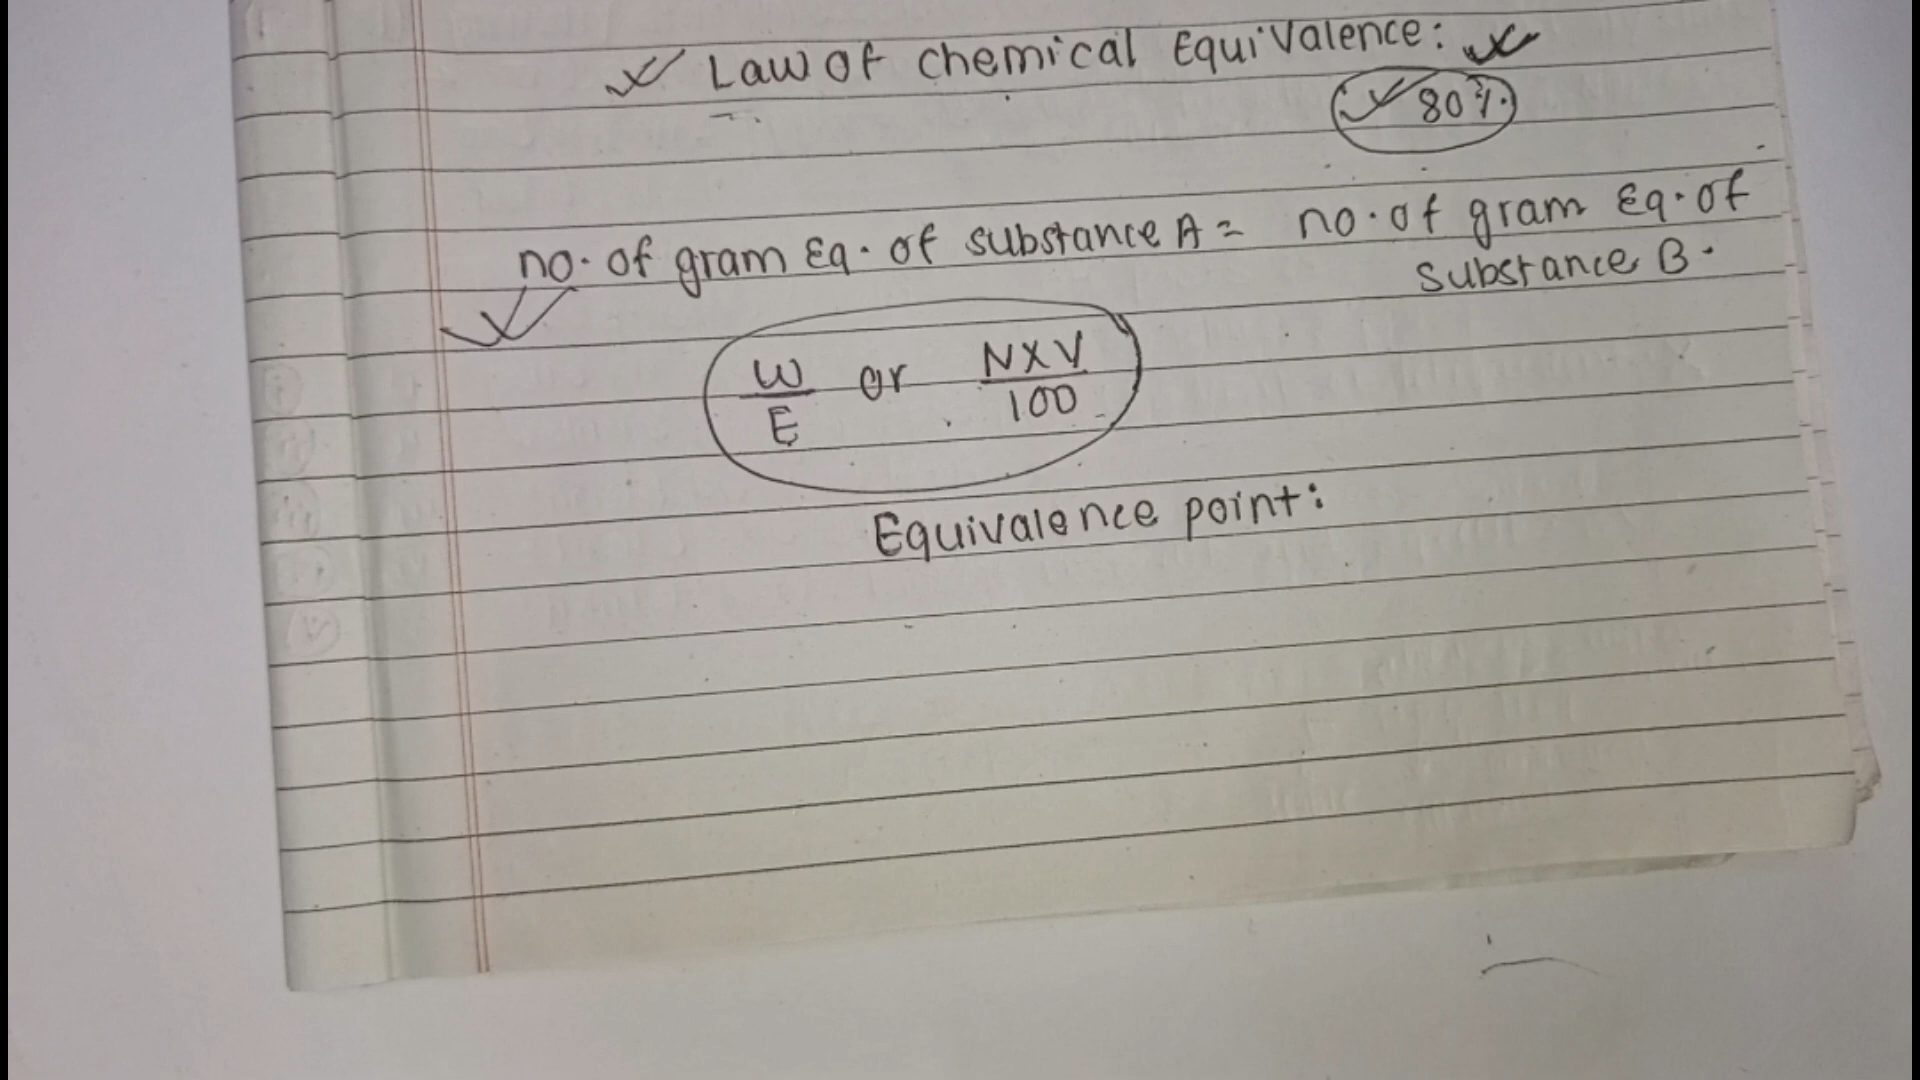 Law of chemical Equivalence:
80%
no. of gram Eq. of substance A = no. of gram Eq. of
substance B.
W/E or N×V/100
Equivalence point: